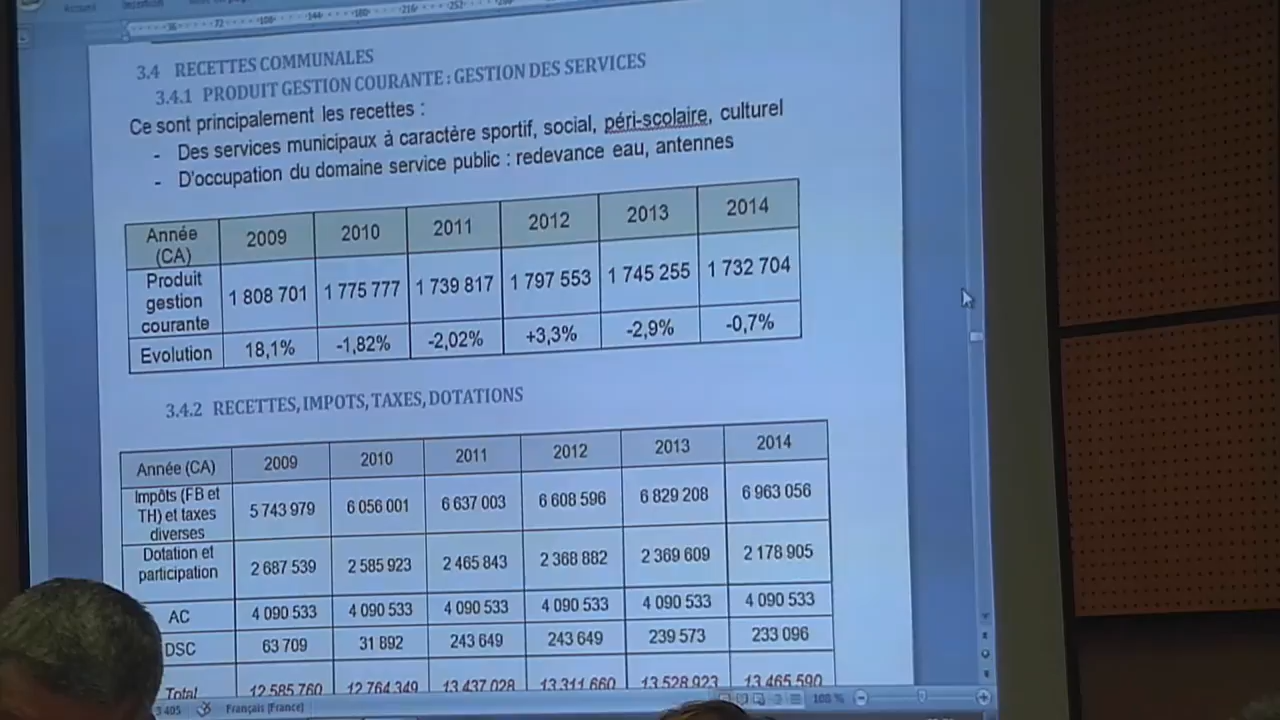 36 72 108 144 180 216 252
3.4 RECETTES COMMUNALES
3.4.1 PRODUIT GESTION COURANTE : GESTION DES SERVICES
Ce sont principalement les recettes :
- Des services municipaux à caractère sportif, social, péri-scolaire, culturel
- D'occupation du domaine service public : redevance eau, antennes
Année (CA) 2009 2010 2011 2012 2013 2014
Produit gestion courante 1 808 701 1 775 777 1 739 817 1 797 553 1 745 255 1 732 704
Evolution 18,1% -1,82% -2,02% +3,3% -2,9% -0,7%
3.4.2 RECETTES, IMPOTS, TAXES, DOTATIONS
Année (CA) 2009 2010 2011 2012 2013 2014
Impôts (FB et TH) et taxes diverses 5 743 979 6 056 001 6 637 003 6 608 596 6 829 208 6 963 056
Dotation et participation 2 687 539 2 585 923 2 465 843 2 368 882 2 369 609 2 178 905
AC 4 090 533 4 090 533 4 090 533 4 090 533 4 090 533 4 090 533
DSC 63 709 31 892 243 649 243 649 239 573 233 096
Total 12 585 760 12 764 349 13 437 028 13 311 660 13 528 923 13 465 590
3 405 Français (France) 108 %